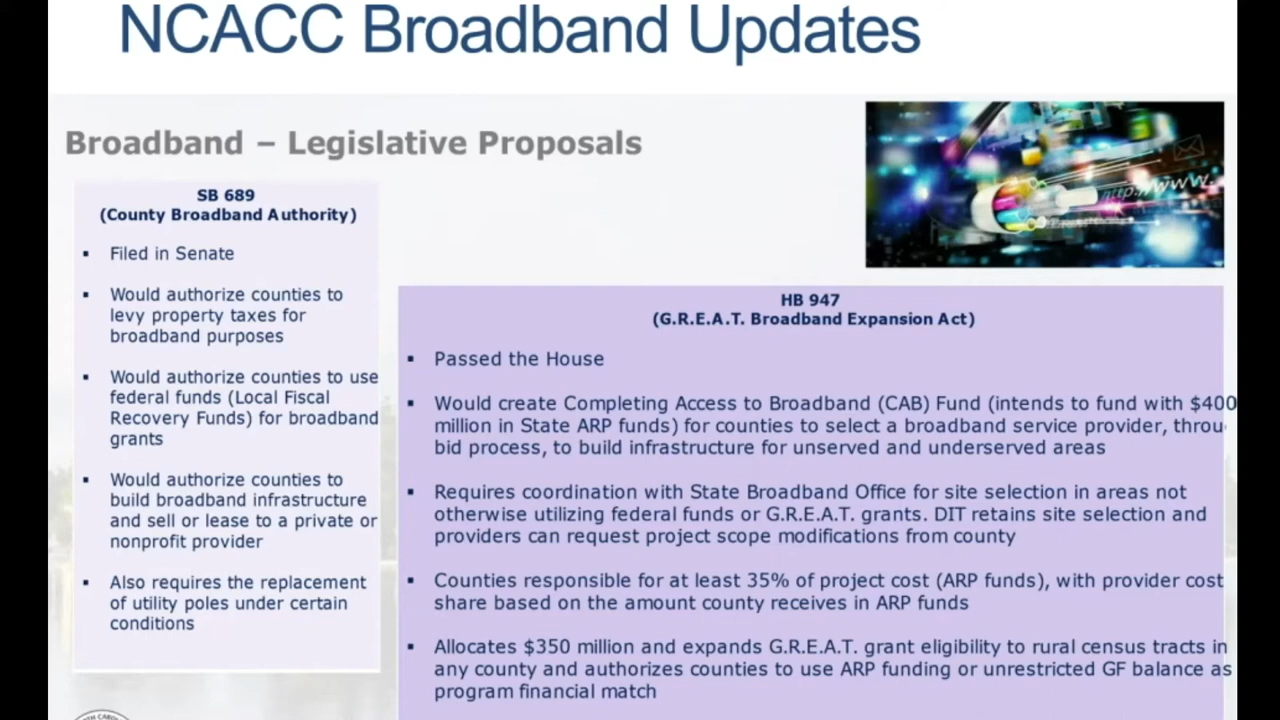 NCACC Broadband Updates
Broadband – Legislative Proposals
http://www.
SB 689
(County Broadband Authority)
▪ Filed in Senate
▪ Would authorize counties to
levy property taxes for
broadband purposes
▪ Would authorize counties to use
federal funds (Local Fiscal
Recovery Funds) for broadband
grants
▪ Would authorize counties to
build broadband infrastructure
and sell or lease to a private or
nonprofit provider
▪ Also requires the replacement
of utility poles under certain
conditions
HB 947
(G.R.E.A.T. Broadband Expansion Act)
▪ Passed the House
▪ Would create Completing Access to Broadband (CAB) Fund (intends to fund with $400
million in State ARP funds) for counties to select a broadband service provider, throu
bid process, to build infrastructure for unserved and underserved areas
▪ Requires coordination with State Broadband Office for site selection in areas not
otherwise utilizing federal funds or G.R.E.A.T. grants. DIT retains site selection and
providers can request project scope modifications from county
▪ Counties responsible for at least 35% of project cost (ARP funds), with provider cost
share based on the amount county receives in ARP funds
▪ Allocates $350 million and expands G.R.E.A.T. grant eligibility to rural census tracts in
any county and authorizes counties to use ARP funding or unrestricted GF balance as
program financial match